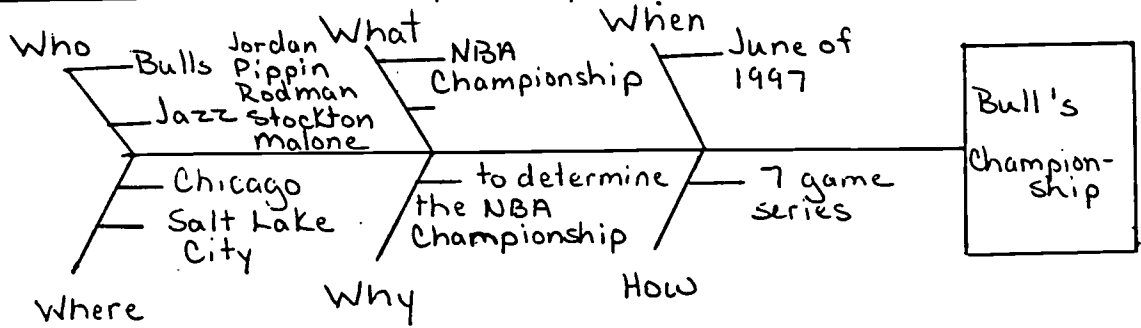 Who
Bulls
Jordan
Pippin
Rodman
Jazz
Stockton
Malone
What
NBA
Championship
When
June of
1997
Bull's
Champion-
ship
Chicago
Salt Lake
City
Where
to determine
the NBA
Championship
Why
7 game
series
How